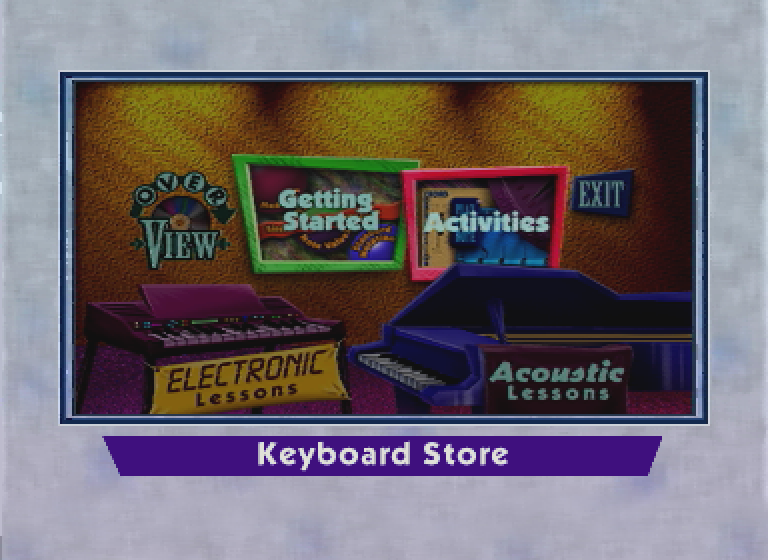 OVER
VIEW
Getting
Started
Activities
EXIT
ELECTRONIC
Lessons
Acoustic
Lessons
Keyboard Store